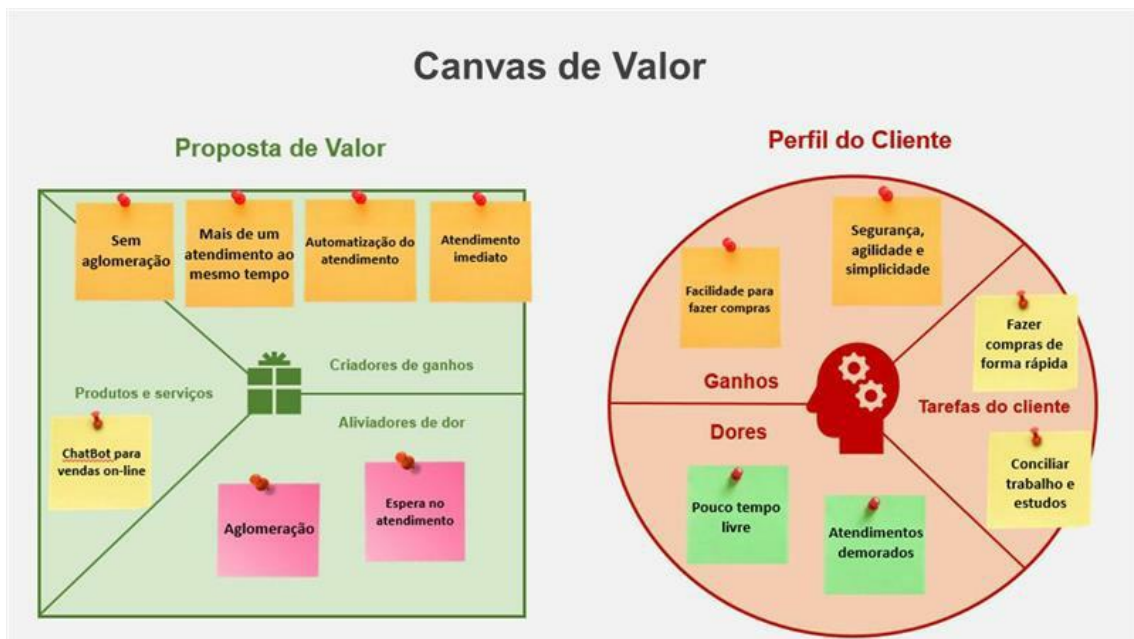 Canvas de Valor
Proposta de Valor
Sem
aglomeração
Mais de um
atendimento ao
mesmo tempo
Automatização do
atendimento
Atendimento
imediato
Criadores de ganhos
Produtos e serviços
ChatBot para
vendas on-line
Aliviadores de dor
Aglomeração
Espera no
atendimento
Perfil do Cliente
Facilidade para
fazer compras
Segurança,
agilidade e
simplicidade
Ganhos
Fazer
compras de
forma rápida
Tarefas do cliente
Conciliar
trabalho e
estudos
Dores
Pouco tempo
livre
Atendimentos
demorados